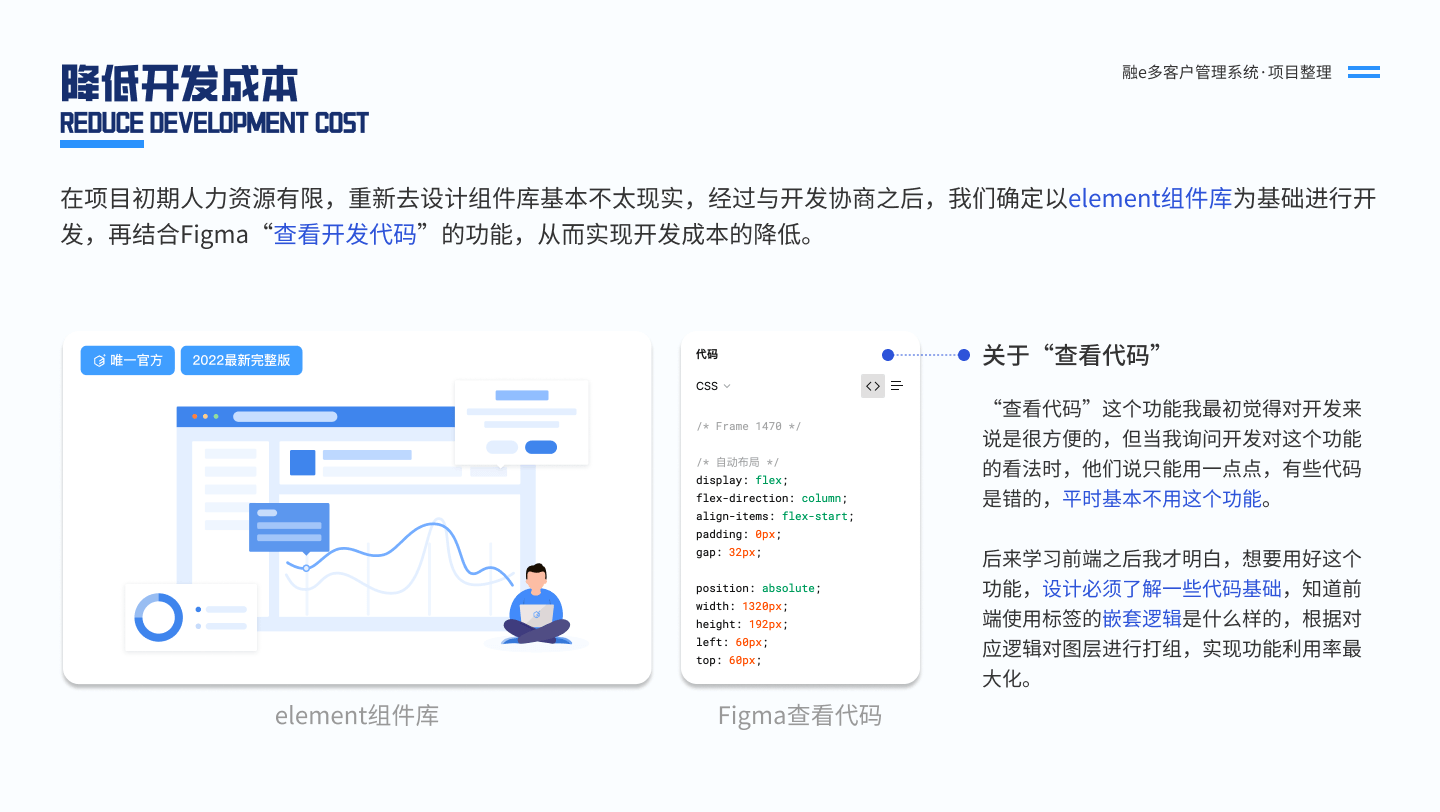 降低开发成本
REDUCE DEVELOPMENT COST
融e多客户管理系统·项目整理
在项目初期人力资源有限，重新去设计组件库基本不太现实，经过与开发协商之后，我们确定以element组件库为基础进行开
发，再结合Figma“查看开发代码”的功能，从而实现开发成本的降低。
唯一官方
2022最新完整版
element组件库
代码
CSS
/* Frame 1470 */
/* 自动布局 */
display: flex;
flex-direction: column;
align-items: flex-start;
padding: 0px;
gap: 32px;
position: absolute;
width: 1320px;
height: 192px;
left: 60px;
top: 60px;
Figma查看代码
关于“查看代码”
“查看代码”这个功能我最初觉得对开发来
说是很方便的，但当我询问开发对这个功能
的看法时，他们说只能用一点点，有些代码
是错的，平时基本不用这个功能。
后来学习前端之后我才明白，想要用好这个
功能，设计必须了解一些代码基础，知道前
端使用标签的嵌套逻辑是什么样的，根据对
应逻辑对图层进行打组，实现功能利用率最
大化。